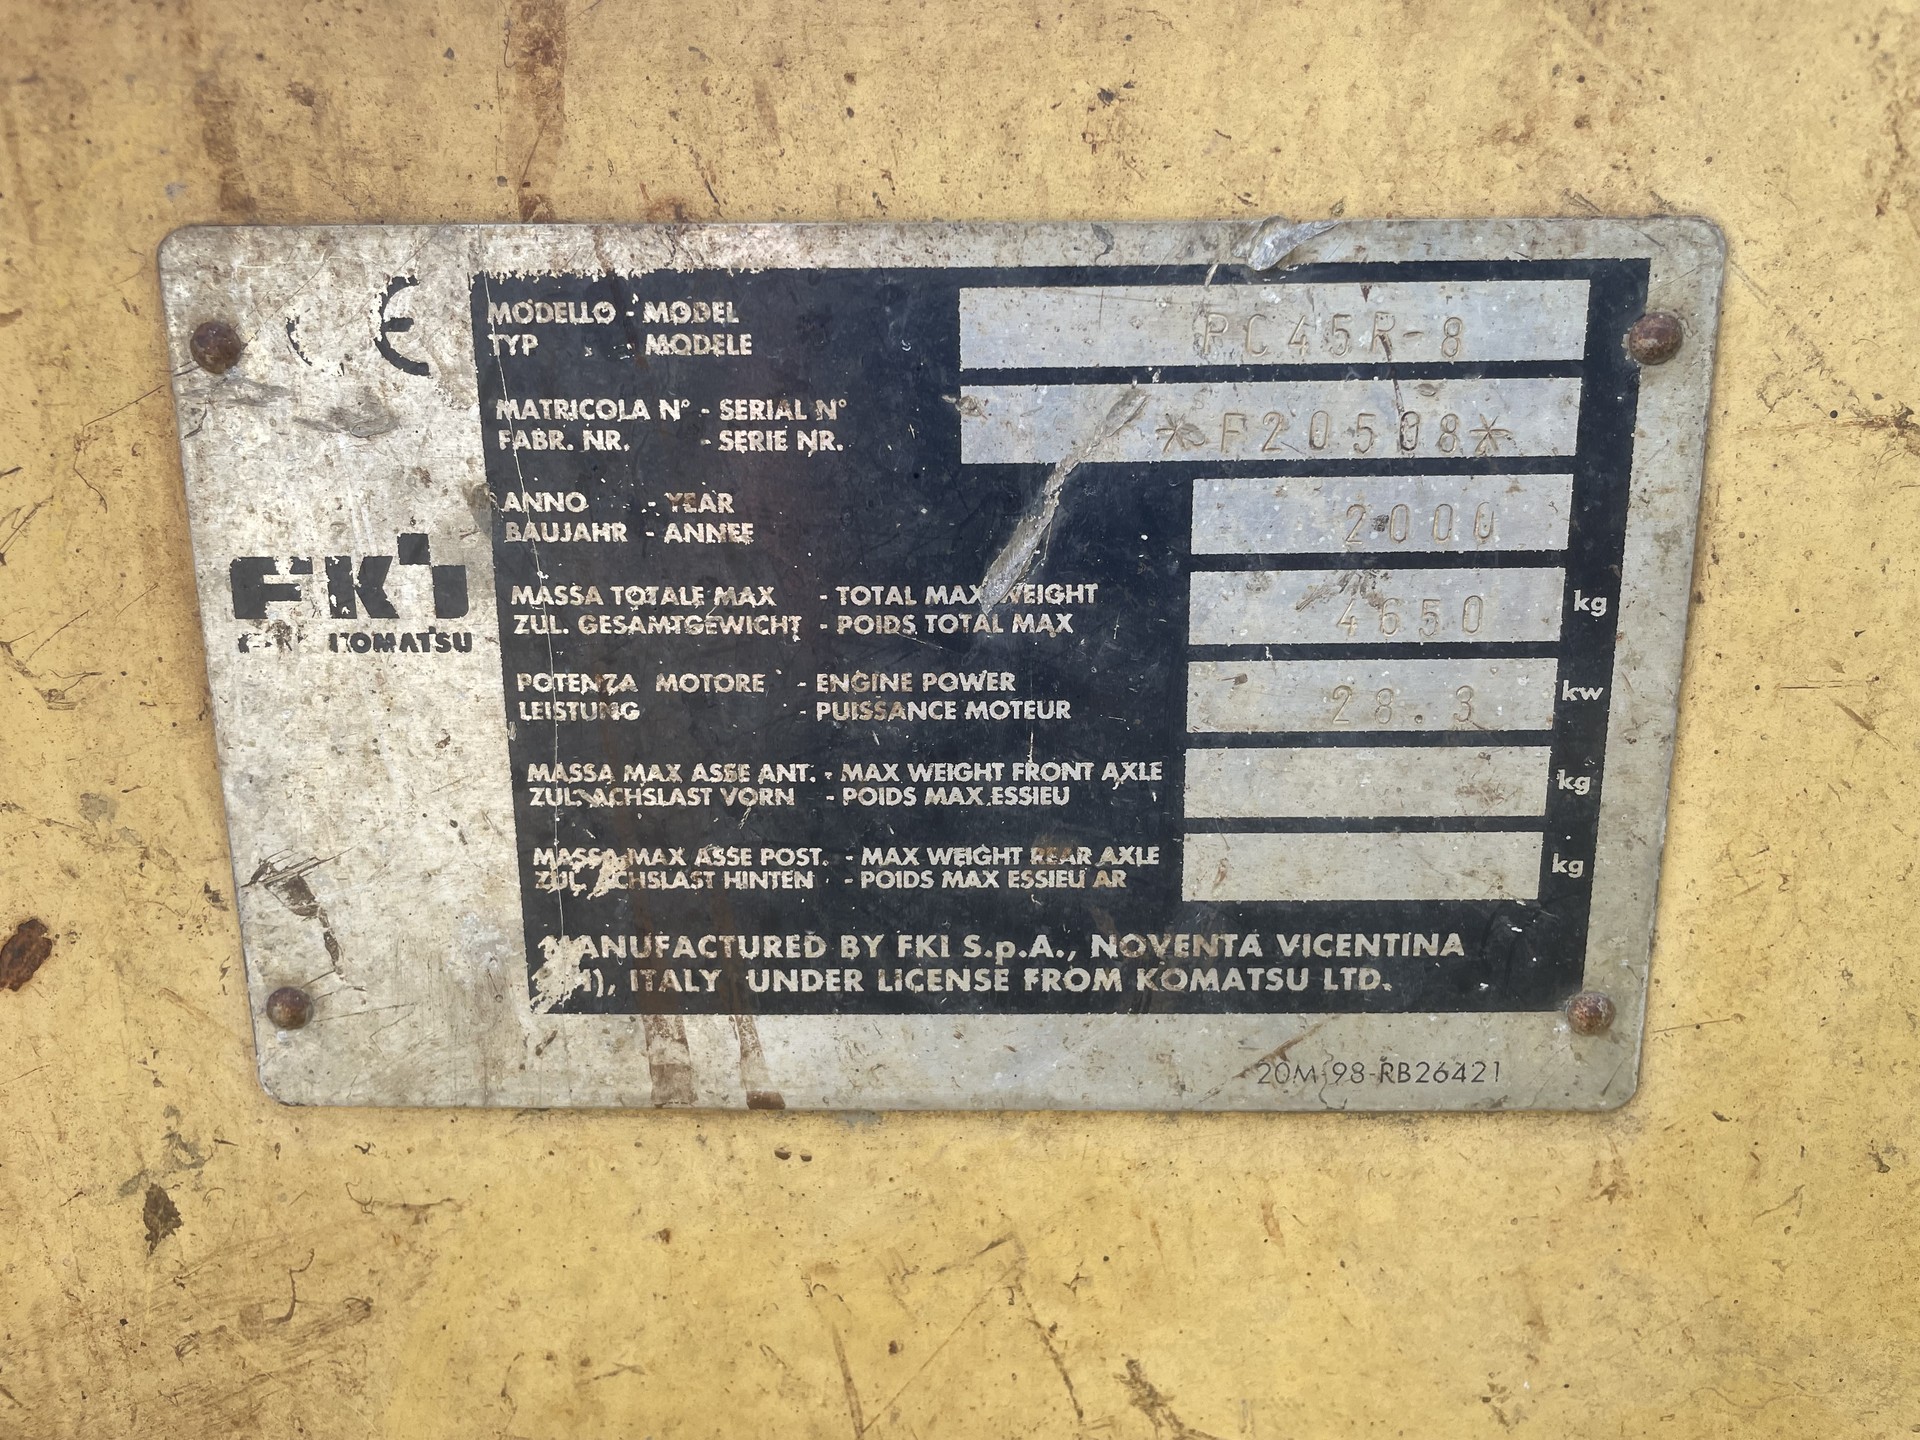 CE
MODELLO - MODEL
TYP - MODELE
PC45R-8
MATRICOLA N° - SERIAL N°
FABR. NR. - SERIE NR.
*F20508*
ANNO - YEAR
BAUJAHR - ANNEE
2000
FKI
KOMATSU
MASSA TOTALE MAX - TOTAL MAX WEIGHT
ZUL. GESAMTGEWICHT - POIDS TOTAL MAX
4650 kg
POTENZA MOTORE - ENGINE POWER
LEISTUNG - PUISSANCE MOTEUR
28.3 kw
MASSA MAX ASSE ANT. - MAX WEIGHT FRONT AXLE
ZUL. ACHSLAST VORN - POIDS MAX ESSIEU
kg
MASSA MAX ASSE POST. - MAX WEIGHT REAR AXLE
ZUL. ACHSLAST HINTEN - POIDS MAX ESSIEU AR
kg
MANUFACTURED BY FKI S.p.A., NOVENTA VICENTINA
ITALY UNDER LICENSE FROM KOMATSU LTD.
20M-98-RB26421